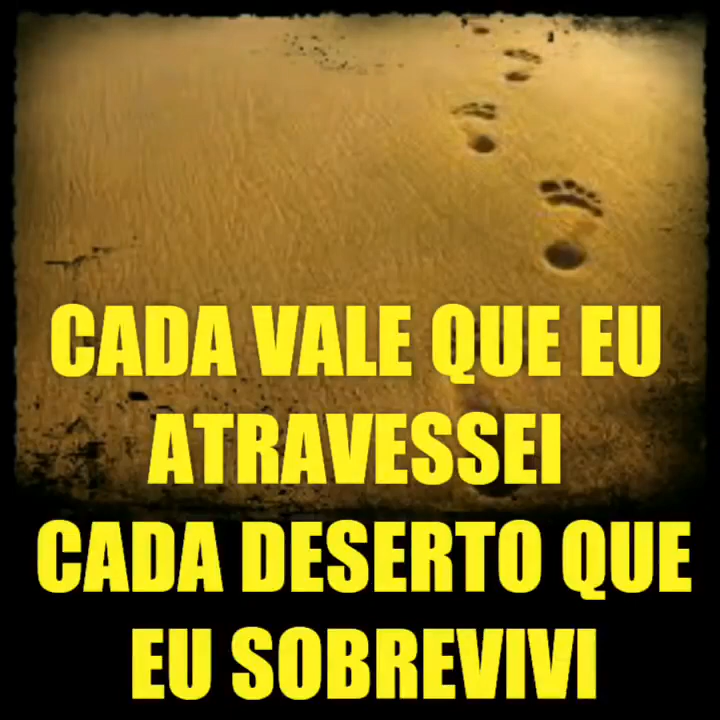 CADA VALE QUE EU
ATRAVESSEI
CADA DESERTO QUE
EU SOBREVIVI